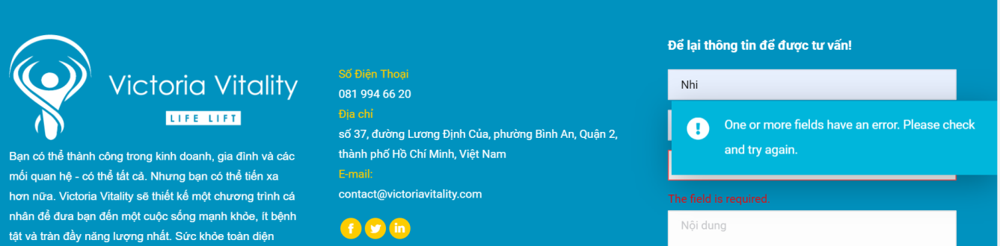 Victoria Vitality
LIFE LIFT
Bạn có thể thành công trong kinh doanh, gia đình và các
mối quan hệ - có thể tất cả. Nhưng bạn có thể tiến xa
hơn nữa. Victoria Vitality sẽ thiết kế một chương trình cá
nhân để đưa bạn đến một cuộc sống mạnh khỏe, ít bệnh
tật và tràn đầy năng lượng nhất. Sức khỏe toàn diện
Số Điện Thoại
081 994 66 20
Địa chỉ
số 37, đường Lương Định Của, phường Bình An, Quận 2,
thành phố Hồ Chí Minh, Việt Nam
E-mail:
contact@victoriavitality.com
Để lại thông tin để được tư vấn!
Nhi
One or more fields have an error. Please check
and try again.
The field is required.
Nội dung